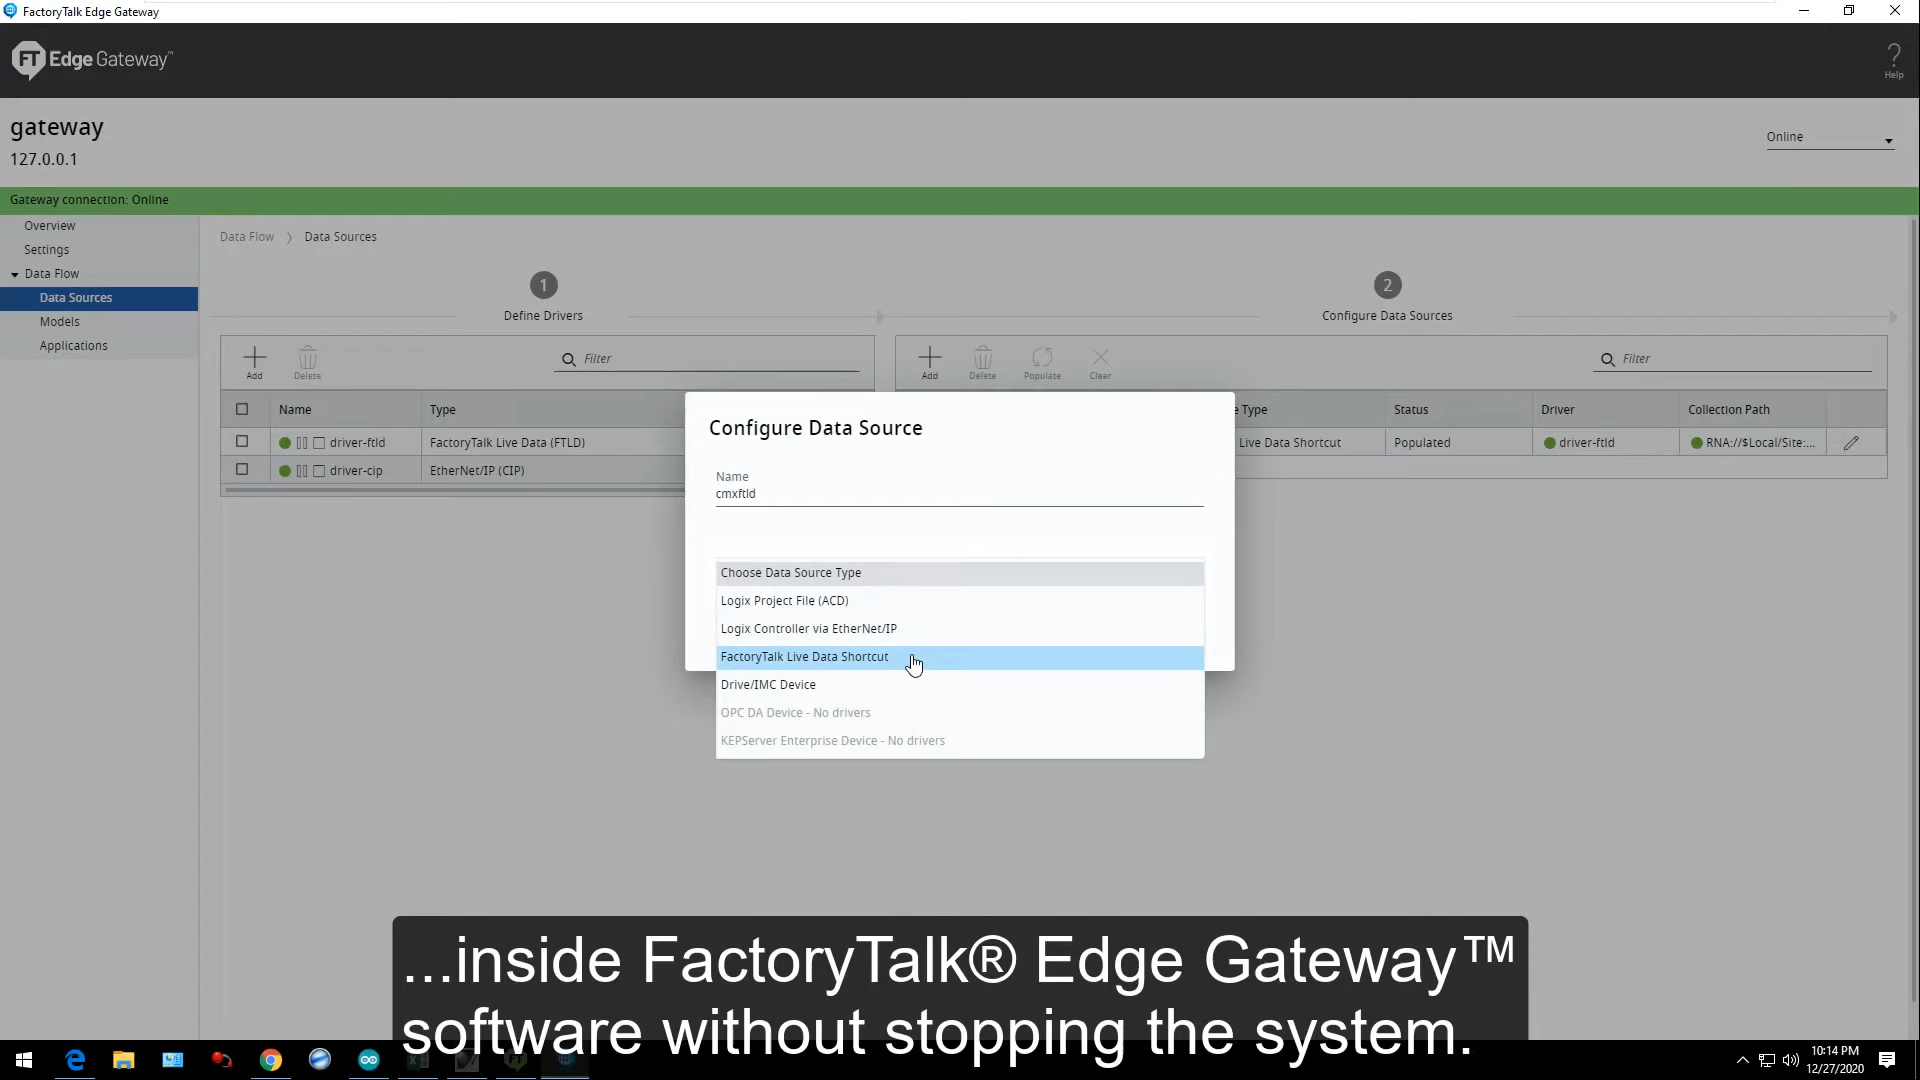 FactoryTalk Edge Gateway
FT Edge Gateway™
Help
gateway
127.0.0.1
Online
Gateway connection: Online
Overview
Settings
Data Flow
Data Sources
Models
Applications
Data Flow > Data Sources
1
Define Drivers
2
Configure Data Sources
Add
Delete
Filter
Add
Delete
Populate
Clear
Filter
Name Type
driver-ftld FactoryTalk Live Data (FTLD)
driver-cip EtherNet/IP (CIP)
e Type Status Driver Collection Path
Live Data Shortcut Populated driver-ftld RNA://$Local/Site:...
Configure Data Source
Name
cmxftld
Choose Data Source Type
Logix Project File (ACD)
Logix Controller via EtherNet/IP
FactoryTalk Live Data Shortcut
Drive/IMC Device
OPC DA Device - No drivers
KEPServer Enterprise Device - No drivers
...inside FactoryTalk® Edge Gateway™
software without stopping the system.
10:14 PM
12/27/2020